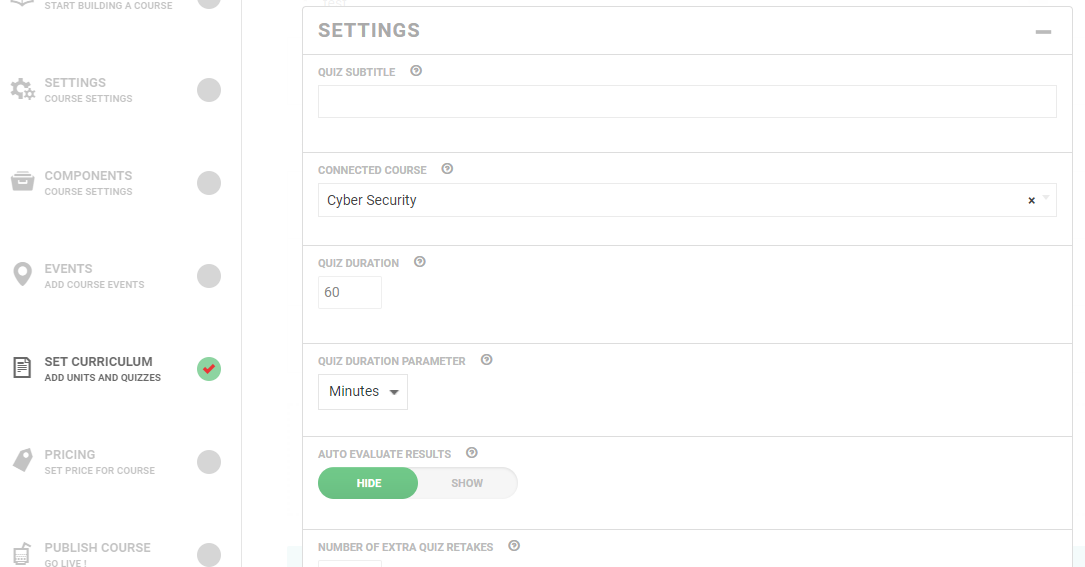 START BUILDING A COURSE
SETTINGS
COURSE SETTINGS
COMPONENTS
COURSE SETTINGS
EVENTS
ADD COURSE EVENTS
SET CURRICULUM
ADD UNITS AND QUIZZES
PRICING
SET PRICE FOR COURSE
PUBLISH COURSE
GO LIVE !
test
SETTINGS
QUIZ SUBTITLE
CONNECTED COURSE
Cyber Security ×
QUIZ DURATION
60
QUIZ DURATION PARAMETER
Minutes
AUTO EVALUATE RESULTS
HIDE SHOW
NUMBER OF EXTRA QUIZ RETAKES